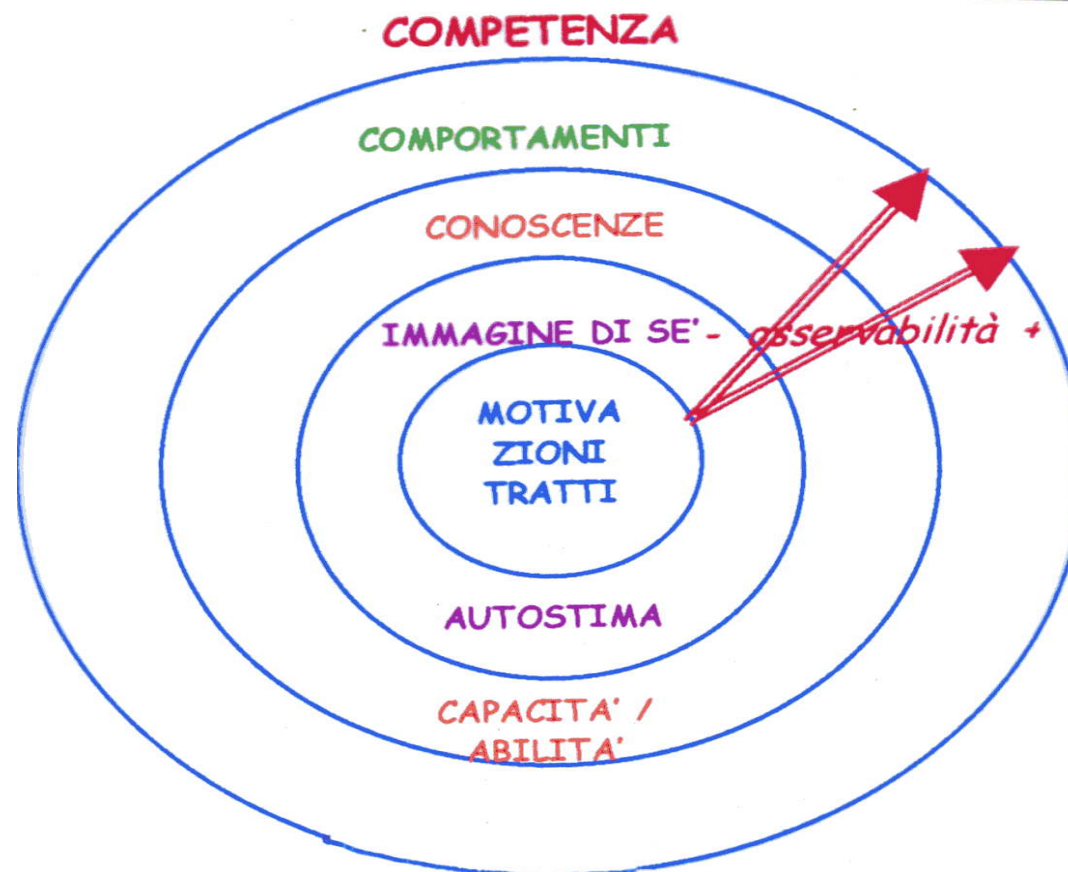 COMPETENZA
COMPORTAMENTI
CONOSCENZE
IMMAGINE DI SE' - osservabilità +
MOTIVA
ZIONI
TRATTI
AUTOSTIMA
CAPACITA' /
ABILITA'